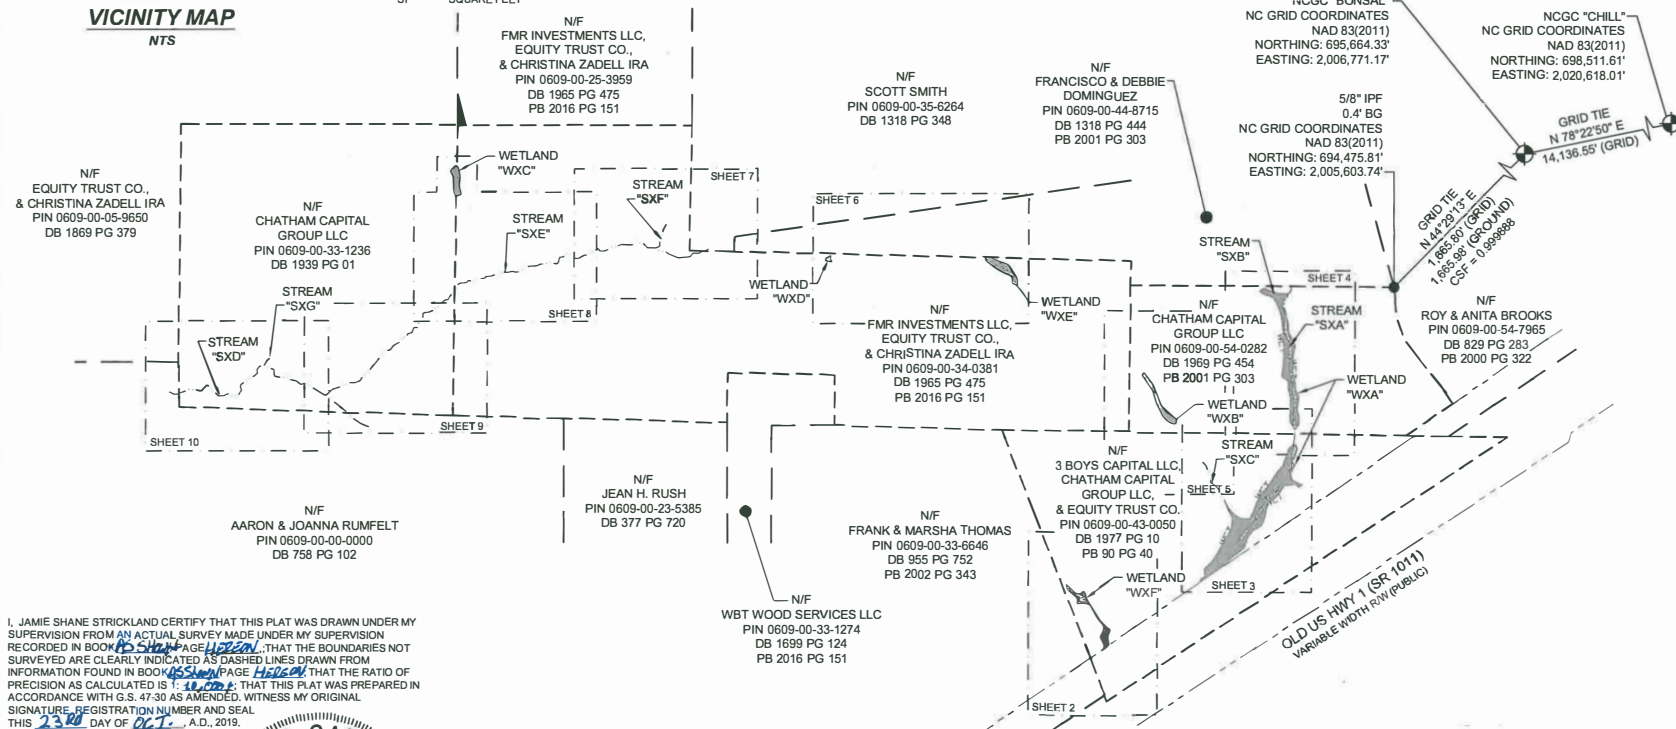 VICINITY MAP
NTS
SQUARE FEET
N/F
FMR INVESTMENTS LLC,
EQUITY TRUST CO.,
& CHRISTINA ZADELL IRA
PIN 0609-00-25-3959
DB 1965 PG 475
PB 2016 PG 151
N/F
SCOTT SMITH
PIN 0609-00-35-6264
DB 1318 PG 348
N/F
FRANCISCO & DEBBIE
DOMINGUEZ
PIN 0609-00-44-8715
DB 1318 PG 444
PB 2001 PG 303
NCGC "BONSAL"
NC GRID COORDINATES
NAD 83(2011)
NORTHING: 695,664.33'
EASTING: 2,006,771.17'
NCGC "CHILL"
NC GRID COORDINATES
NAD 83(2011)
NORTHING: 698,511.61'
EASTING: 2,020,618.01'
5/8" IPF
0.4' BG
NC GRID COORDINATES
NAD 83(2011)
NORTHING: 694,475.81'
EASTING: 2,005,603.74'
GRID TIE
N 78°22'50" E
14,136.55' (GRID)
GRID TIE
N 44°29'13" E
1,665.80' (GRID)
1,665.98' (GROUND)
CSF = 0.999888
N/F
EQUITY TRUST CO.,
& CHRISTINA ZADELL IRA
PIN 0609-00-05-9650
DB 1869 PG 379
N/F
CHATHAM CAPITAL
GROUP LLC
PIN 0609-00-33-1236
DB 1939 PG 01
WETLAND
"WXC"
STREAM
"SXE"
STREAM
"SXF"
SHEET 7
SHEET 6
STREAM
"SXB"
SHEET 4
WETLAND
"WXD"
WETLAND
"WXE"
STREAM
"SXG"
STREAM
"SXD"
SHEET 8
N/F
FMR INVESTMENTS LLC,
EQUITY TRUST CO.,
& CHRISTINA ZADELL IRA
PIN 0609-00-34-0381
DB 1965 PG 475
PB 2016 PG 151
N/F
CHATHAM CAPITAL
GROUP LLC
PIN 0609-00-54-0282
DB 1969 PG 454
PB 2001 PG 303
STREAM
"SXA"
N/F
ROY & ANITA BROOKS
PIN 0609-00-54-7965
DB 829 PG 283
PB 2000 PG 322
WETLAND
"WXA"
WETLAND
"WXB"
SHEET 10
SHEET 9
STREAM
"SXC"
SHEET 5
N/F
3 BOYS CAPITAL LLC,
CHATHAM CAPITAL
GROUP LLC,
& EQUITY TRUST CO.
PIN 0609-00-43-0050
DB 1977 PG 10
PB 90 PG 40
N/F
JEAN H. RUSH
PIN 0609-00-23-5385
DB 377 PG 720
N/F
AARON & JOANNA RUMFELT
PIN 0609-00-00-0000
DB 758 PG 102
N/F
FRANK & MARSHA THOMAS
PIN 0609-00-33-6646
DB 955 PG 752
PB 2002 PG 343
WETLAND
"WXF"
SHEET 3
SHEET 2
OLD US HWY 1 (SR 1011)
VARIABLE WIDTH R/W (PUBLIC)
N/F
WBT WOOD SERVICES LLC
PIN 0609-00-33-1274
DB 1699 PG 124
PB 2016 PG 151
I, JAMIE SHANE STRICKLAND CERTIFY THAT THIS PLAT WAS DRAWN UNDER MY
SUPERVISION FROM AN ACTUAL SURVEY MADE UNDER MY SUPERVISION
RECORDED IN BOOK AS SHOWN PAGE HEREON; THAT THE BOUNDARIES NOT
SURVEYED ARE CLEARLY INDICATED AS DASHED LINES DRAWN FROM
INFORMATION FOUND IN BOOK AS SHOWN PAGE HEREON; THAT THE RATIO OF
PRECISION AS CALCULATED IS 1: 10,000+; THAT THIS PLAT WAS PREPARED IN
ACCORDANCE WITH G.S. 47-30 AS AMENDED. WITNESS MY ORIGINAL
SIGNATURE, REGISTRATION NUMBER AND SEAL
THIS 23RD DAY OF OCT., A.D., 2019.